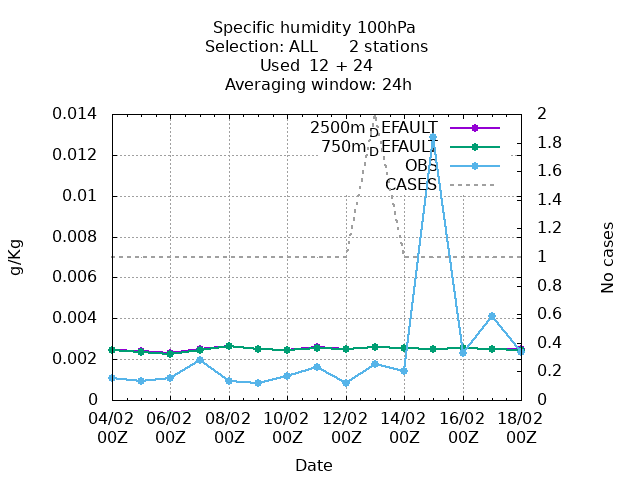 Specific humidity 100hPa
Selection: ALL 2 stations
Used 12 + 24
Averaging window: 24h
0.014
0.012
0.01
0.008
0.006
0.004
0.002
0
g/Kg
2500m DEFAULT
750m DEFAULT
OBS
CASES
2
1.8
1.6
1.4
1.2
1
0.8
0.6
0.4
0.2
0
No cases
04/02 06/02 08/02 10/02 12/02 14/02 16/02 18/02
00Z 00Z 00Z 00Z 00Z 00Z 00Z 00Z
Date